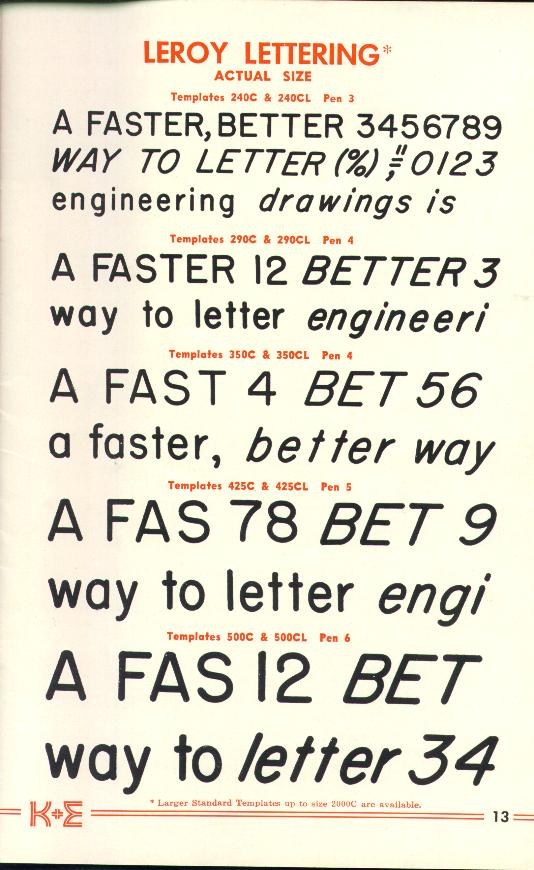 LEROY LETTERING*
ACTUAL SIZE
Templates 240C & 240CL Pen 3
A FASTER, BETTER 3456789
WAY TO LETTER (%) ;"= 0123
engineering drawings is
Templates 290C & 290CL Pen 4
A FASTER 12 BETTER 3
way to letter engineeri
Templates 350C & 350CL Pen 4
A FAST 4 BET 56
a faster, better way
Templates 425C & 425CL Pen 5
A FAS 78 BET 9
way to letter engi
Templates 500C & 500CL Pen 6
A FAS 12 BET
way to letter 34
* Larger Standard Templates up to size 2000C are available.
K+E
13